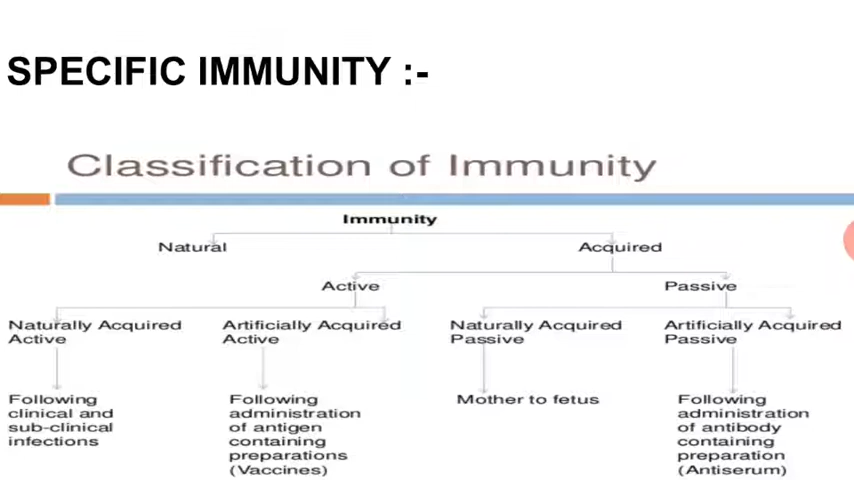 SPECIFIC IMMUNITY :-
Classification of Immunity
Immunity
Natural
Acquired
Active
Passive
Naturally Acquired
Active
Artificially Acquired
Active
Naturally Acquired
Passive
Artificially Acquired
Passive
Following
clinical and
sub-clinical
infections
Following
administration
of antigen
containing
preparations
(Vaccines)
Mother to fetus
Following
administration
of antibody
containing
preparation
(Antiserum)